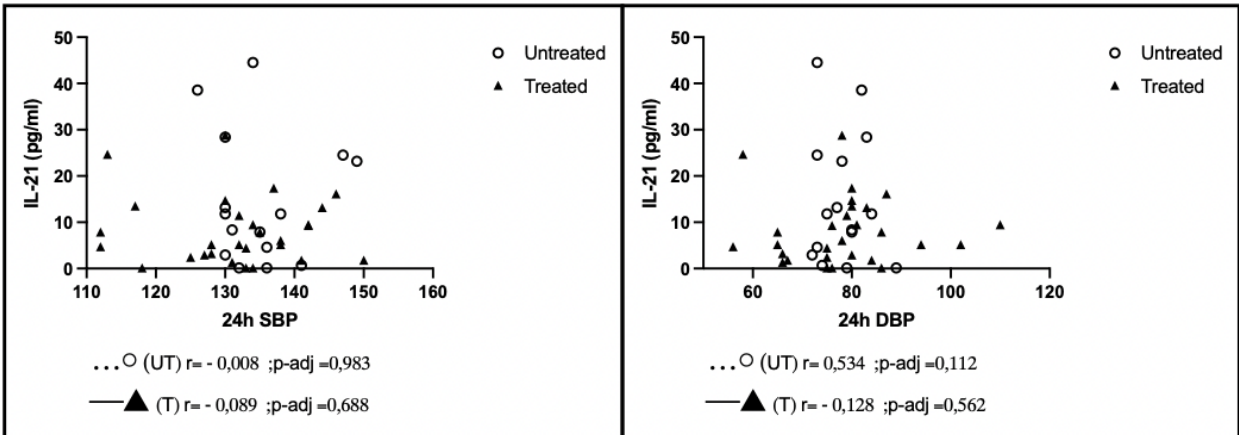 50
40
30
20
10
0
IL-21 (pg/ml)
110 120 130 140 150 160
24h SBP
Untreated
Treated
...○ (UT) r= - 0,008 ;p-adj =0,983
—▲ (T) r= - 0,089 ;p-adj =0,688
50
40
30
20
10
0
IL-21 (pg/ml)
60 80 100 120
24h DBP
Untreated
Treated
...○ (UT) r= 0,534 ;p-adj =0,112
—▲ (T) r= - 0,128 ;p-adj =0,562